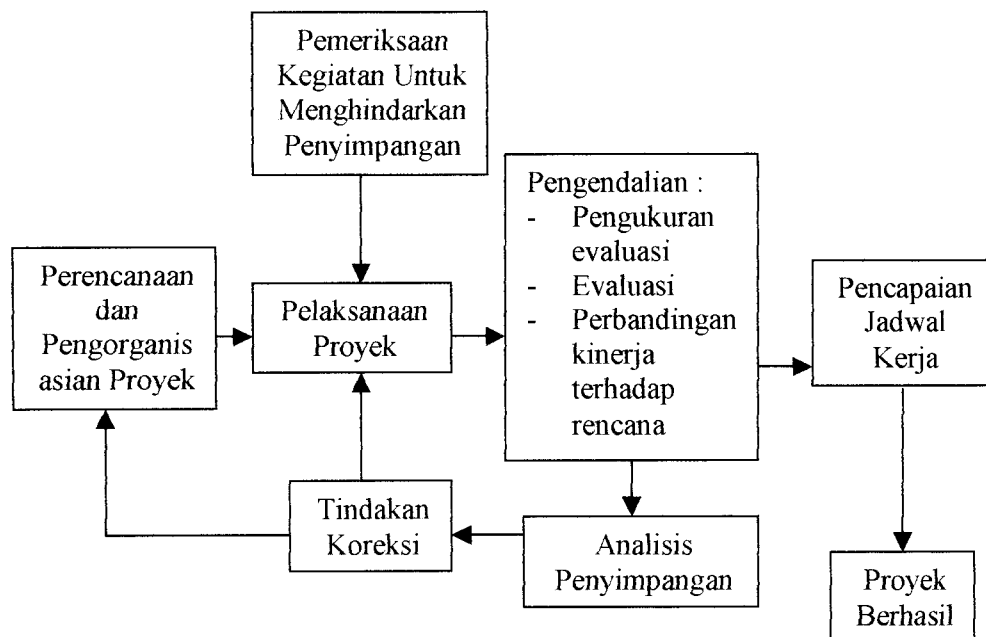 Pemeriksaan
Kegiatan Untuk
Menghindarkan
Penyimpangan
Perencanaan
dan
Pengorganis
asian Proyek
Pelaksanaan
Proyek
Pengendalian :
- Pengukuran
evaluasi
- Evaluasi
- Perbandingan
kinerja
terhadap
rencana
Pencapaian
Jadwal
Kerja
Tindakan
Koreksi
Analisis
Penyimpangan
Proyek
Berhasil